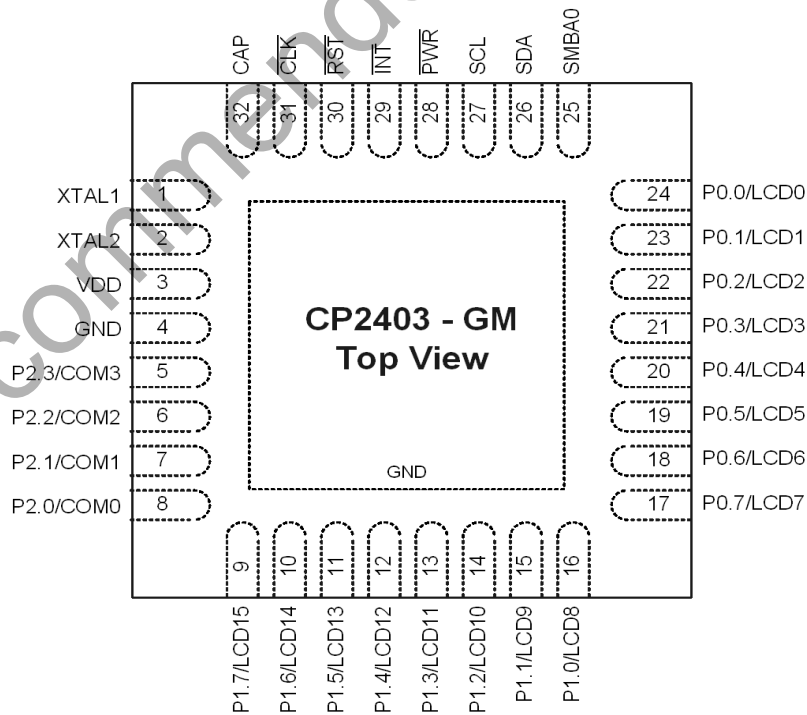 commend
CAP
CLK
RST
INT
PWR
SCL
SDA
SMBA0
32
31
30
29
28
27
26
25
XTAL1 1
XTAL2 2
VDD 3
GND 4
P2.3/COM3 5
P2.2/COM2 6
P2.1/COM1 7
P2.0/COM0 8
CP2403 - GM
Top View
GND
24 P0.0/LCD0
23 P0.1/LCD1
22 P0.2/LCD2
21 P0.3/LCD3
20 P0.4/LCD4
19 P0.5/LCD5
18 P0.6/LCD6
17 P0.7/LCD7
9
10
11
12
13
14
15
16
P1.7/LCD15
P1.6/LCD14
P1.5/LCD13
P1.4/LCD12
P1.3/LCD11
P1.2/LCD10
P1.1/LCD9
P1.0/LCD8